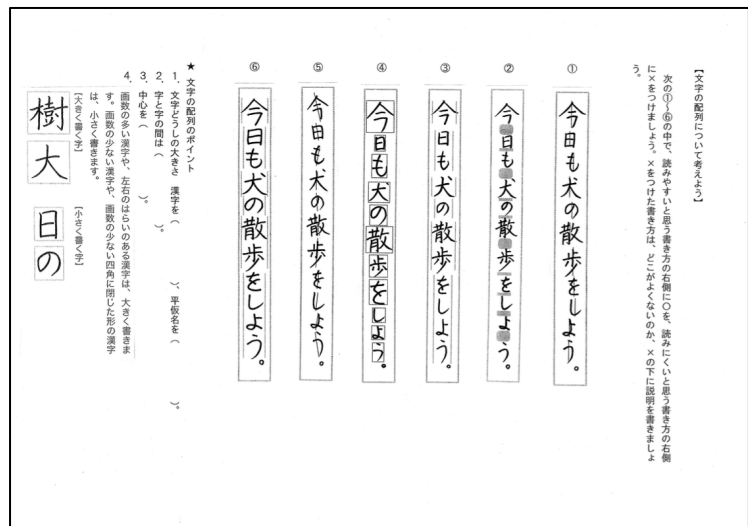 【文字の配列について考えよう】
次の①~⑥の中で、読みやすいと思う書き方の右側に○を、読みにくいと思う書き方の右側
に×をつけましょう。×をつけた書き方は、どこがよくないのか、×の下に説明を書きましょ
う。
①
今日も犬の散歩をしよう。
②
今日も犬の散歩をしよう。
③
今日も犬の散歩をしよう。
④
今日も犬の散歩をしよう。
⑤
今日も犬の散歩をしよう。
⑥
今日も犬の散歩をしよう。
★ 文字の配列のポイント
1. 文字どうしの大きさ 漢字を( )、平仮名を( )。
2. 字と字の間は( )。
3. 中心を( )。
4. 画数の多い漢字や、左右のはらいのある漢字は、大きく書きま
す。画数の少ない漢字や、画数の少ない四角に閉じた形の漢字
は、小さく書きます。
【大きく書く字】
樹 大
【小さく書く字】
日 の